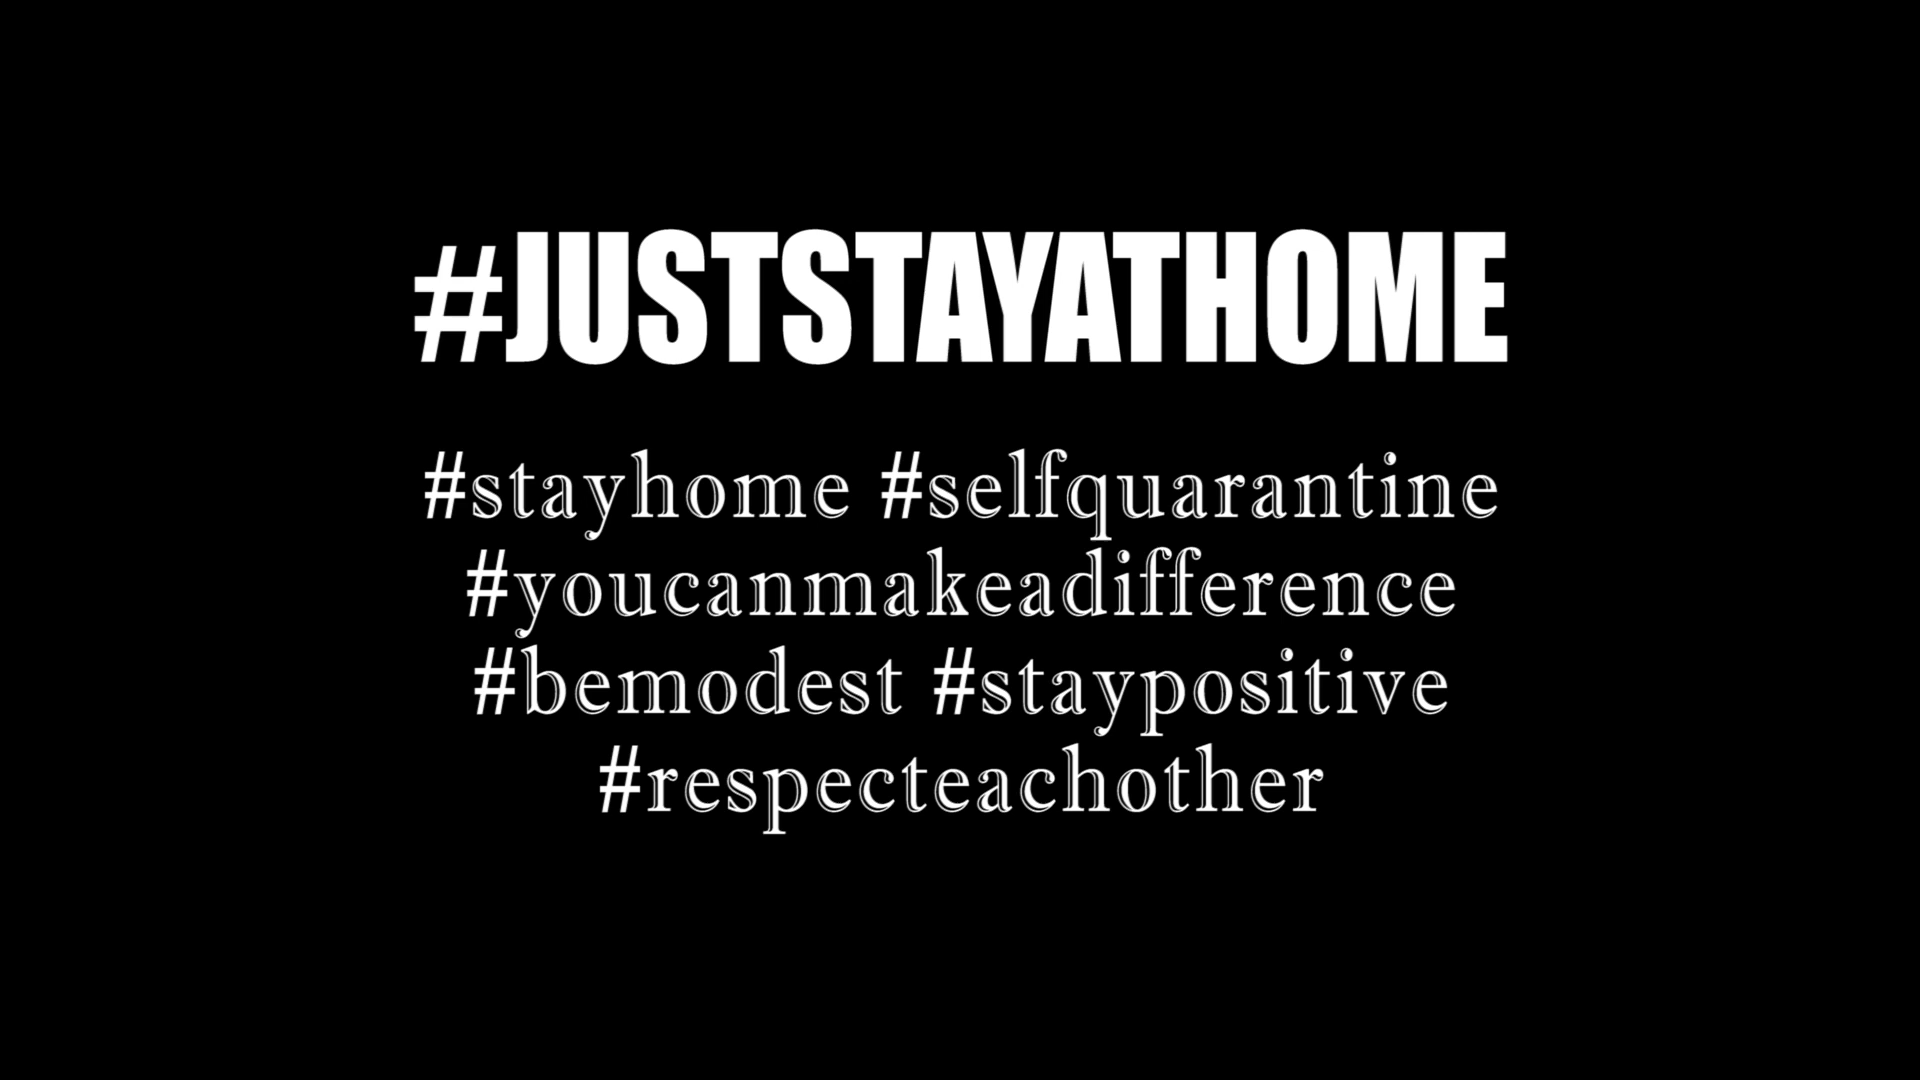 #JUSTSTAYATHOME
#stayhome #selfquarantine
#youcanmakeadifference
#bemodest #staypositive
#respecteachother